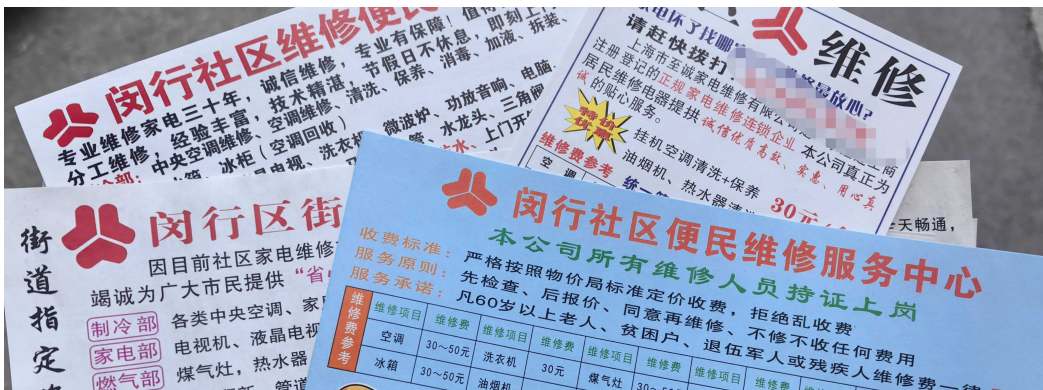 闵行社区维修便民
专业有保障！值得
专业维修家电三十年，诚信维修，
节假日不休息，即刻上门
分工维修，经验丰富，技术精湛，
中央空调维修、空调维修、清洗、保养、消毒、加液、拆装、
冰柜（空调回收）
电视、洗衣机
微波炉、功放音响、电脑
水龙头、三角阀
上门开
维修
请赶快拨打
上海市至诚家电维修有限公司是
注册登记的正规家电维修连锁企业 本公司真正为
居民维修电器提供诚信优质高效、实惠、用心真
诚的贴心服务。
特价
挂机空调清洗+保养 30元
油烟机、热水器清洗
维修费参考
空调
天畅通，
街道指定
闵行区街
因目前社区家电维修
竭诚为广大市民提供“省
制冷部 各类中央空调、家
家电部 电视机、液晶电视
燃气部 煤气灶，热水器
闵行社区便民维修服务中心
本公司所有维修人员持证上岗
收费标准：严格按照物价局标准定价收费，拒绝乱收费
服务原则：先检查、后报价、同意再维修、不修不收任何费用
服务承诺：凡60岁以上老人、贫困户、退伍军人或残疾人维修费一律
维修费参考
维修项目 维修费 维修项目 维修费 维修项目 维修费 维修项目 维修费
空调 30～50元 洗衣机 30元 煤气灶
冰箱 30～50元 油烟机